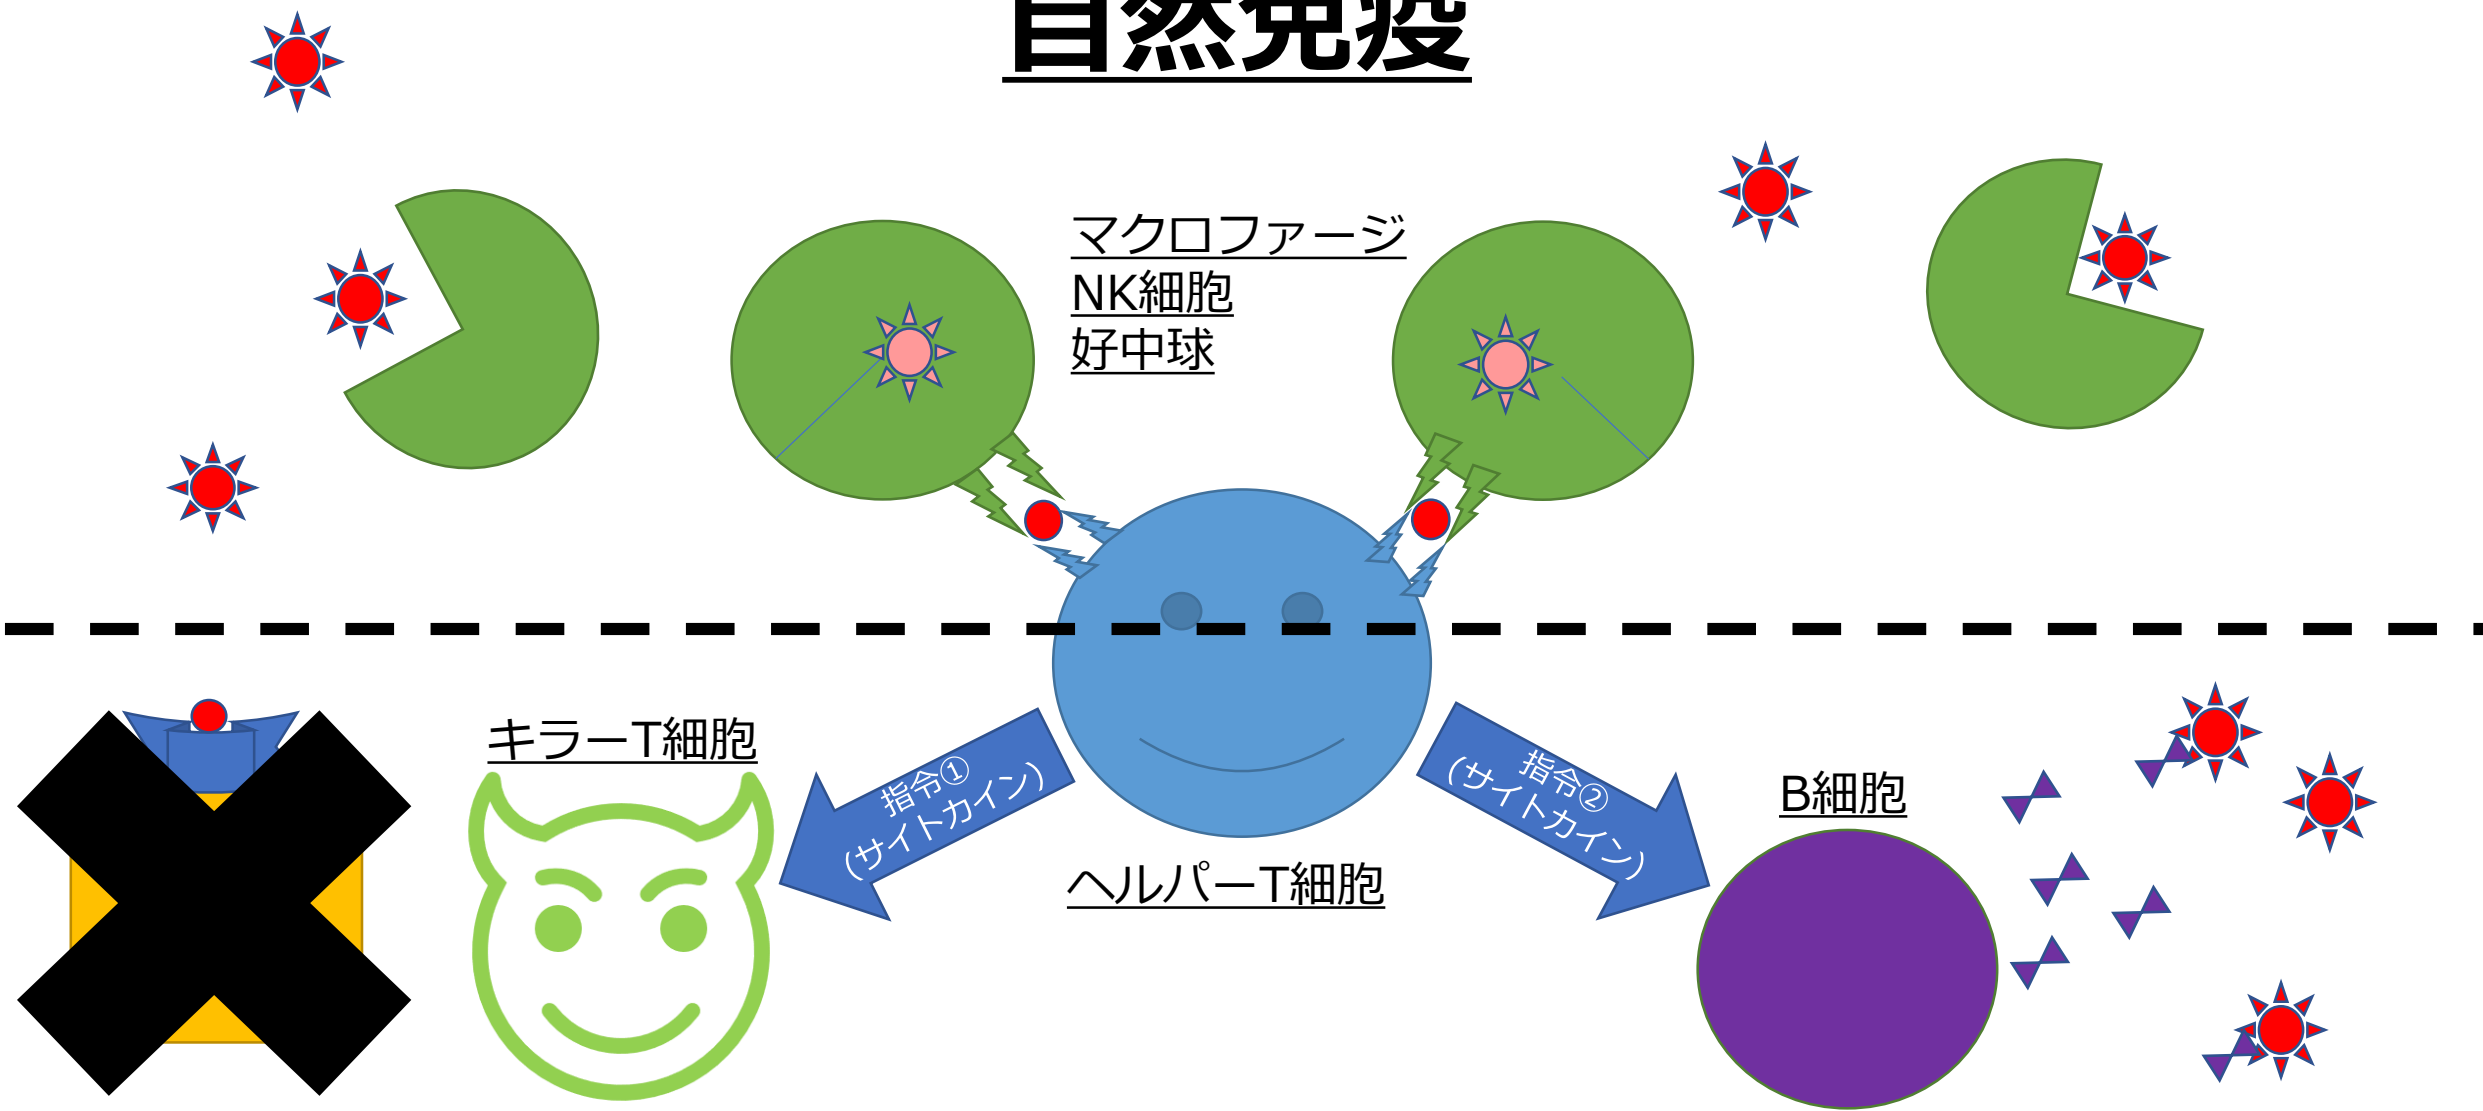 自然免疫
マクロファージ
NK細胞
好中球
キラーT細胞
指令①
（サイトカイン）
指令②
（サイトカイン）
B細胞
ヘルパーT細胞